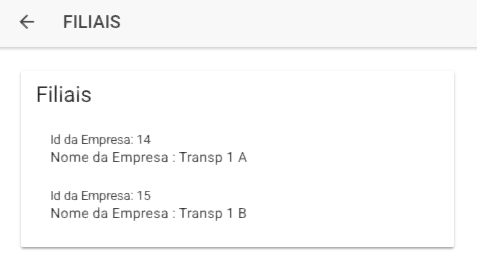 FILIAIS
Filiais
Id da Empresa: 14
Nome da Empresa : Transp 1 A
Id da Empresa: 15
Nome da Empresa : Transp 1 B